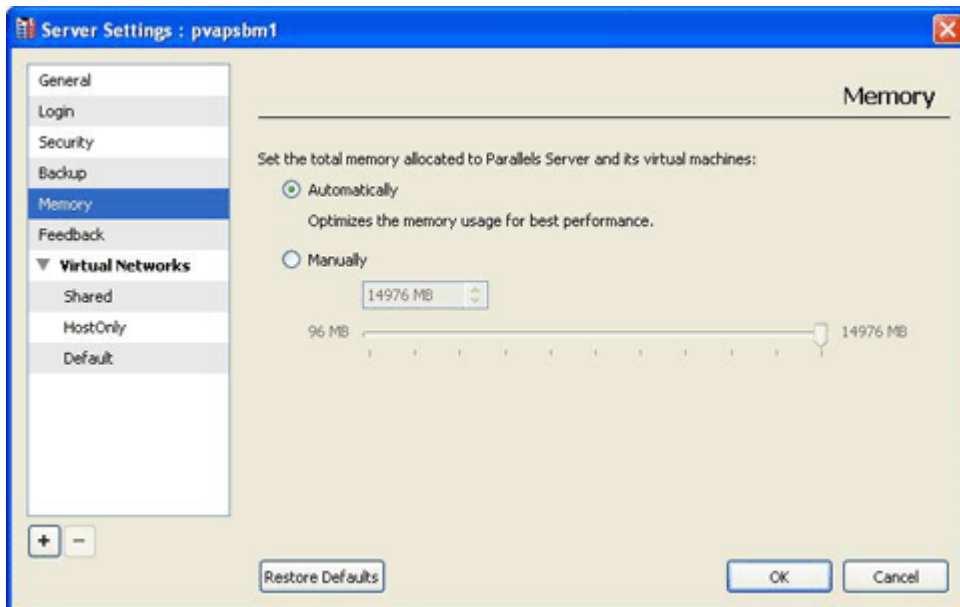 Server Settings : pvapsbm1
General
Login
Security
Backup
Memory
Feedback
Virtual Networks
Shared
HostOnly
Default
Memory
Set the total memory allocated to Parallels Server and its virtual machines:
Automatically
Optimizes the memory usage for best performance.
Manually
14976 MB
96 MB
14976 MB
Restore Defaults
OK
Cancel